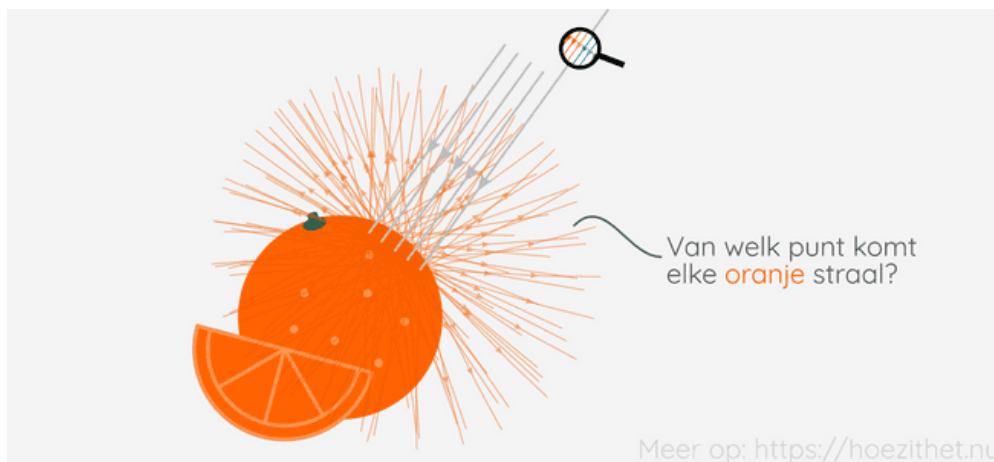 Van welk punt komt
elke oranje straal?
Meer op: https://hoezithet.nu